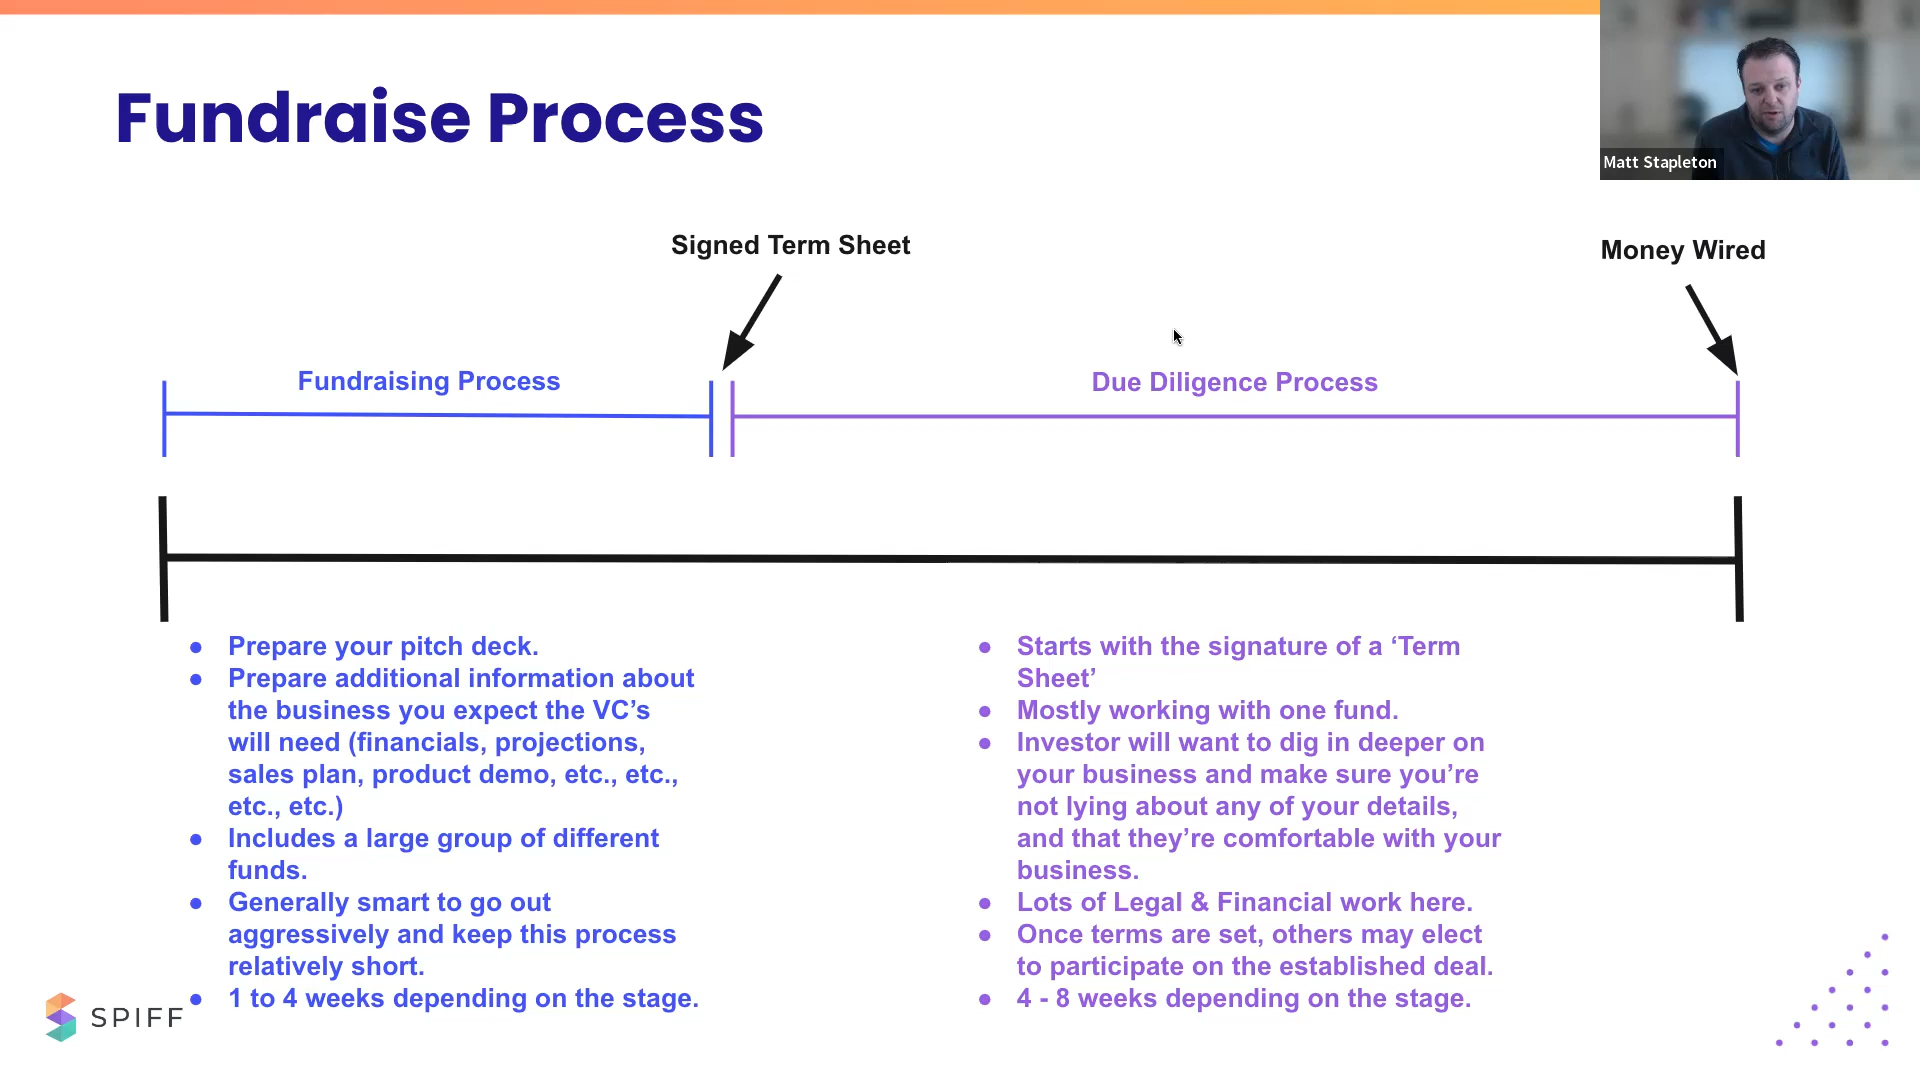 Fundraise Process
Matt Stapleton
Signed Term Sheet
Money Wired
Fundraising Process
Due Diligence Process
● Prepare your pitch deck.
● Prepare additional information about
the business you expect the VC’s
will need (financials, projections,
sales plan, product demo, etc., etc.,
etc., etc.)
● Includes a large group of different
funds.
● Generally smart to go out
aggressively and keep this process
relatively short.
● 1 to 4 weeks depending on the stage.
● Starts with the signature of a ‘Term
Sheet’
● Mostly working with one fund.
● Investor will want to dig in deeper on
your business and make sure you’re
not lying about any of your details,
and that they’re comfortable with your
business.
● Lots of Legal & Financial work here.
● Once terms are set, others may elect
to participate on the established deal.
● 4 - 8 weeks depending on the stage.
SPIFF